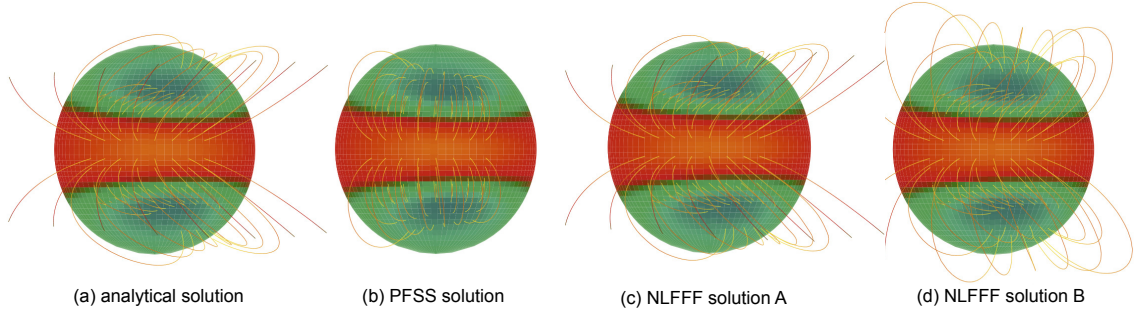 (a) analytical solution
(b) PFSS solution
(c) NLFFF solution A
(d) NLFFF solution B